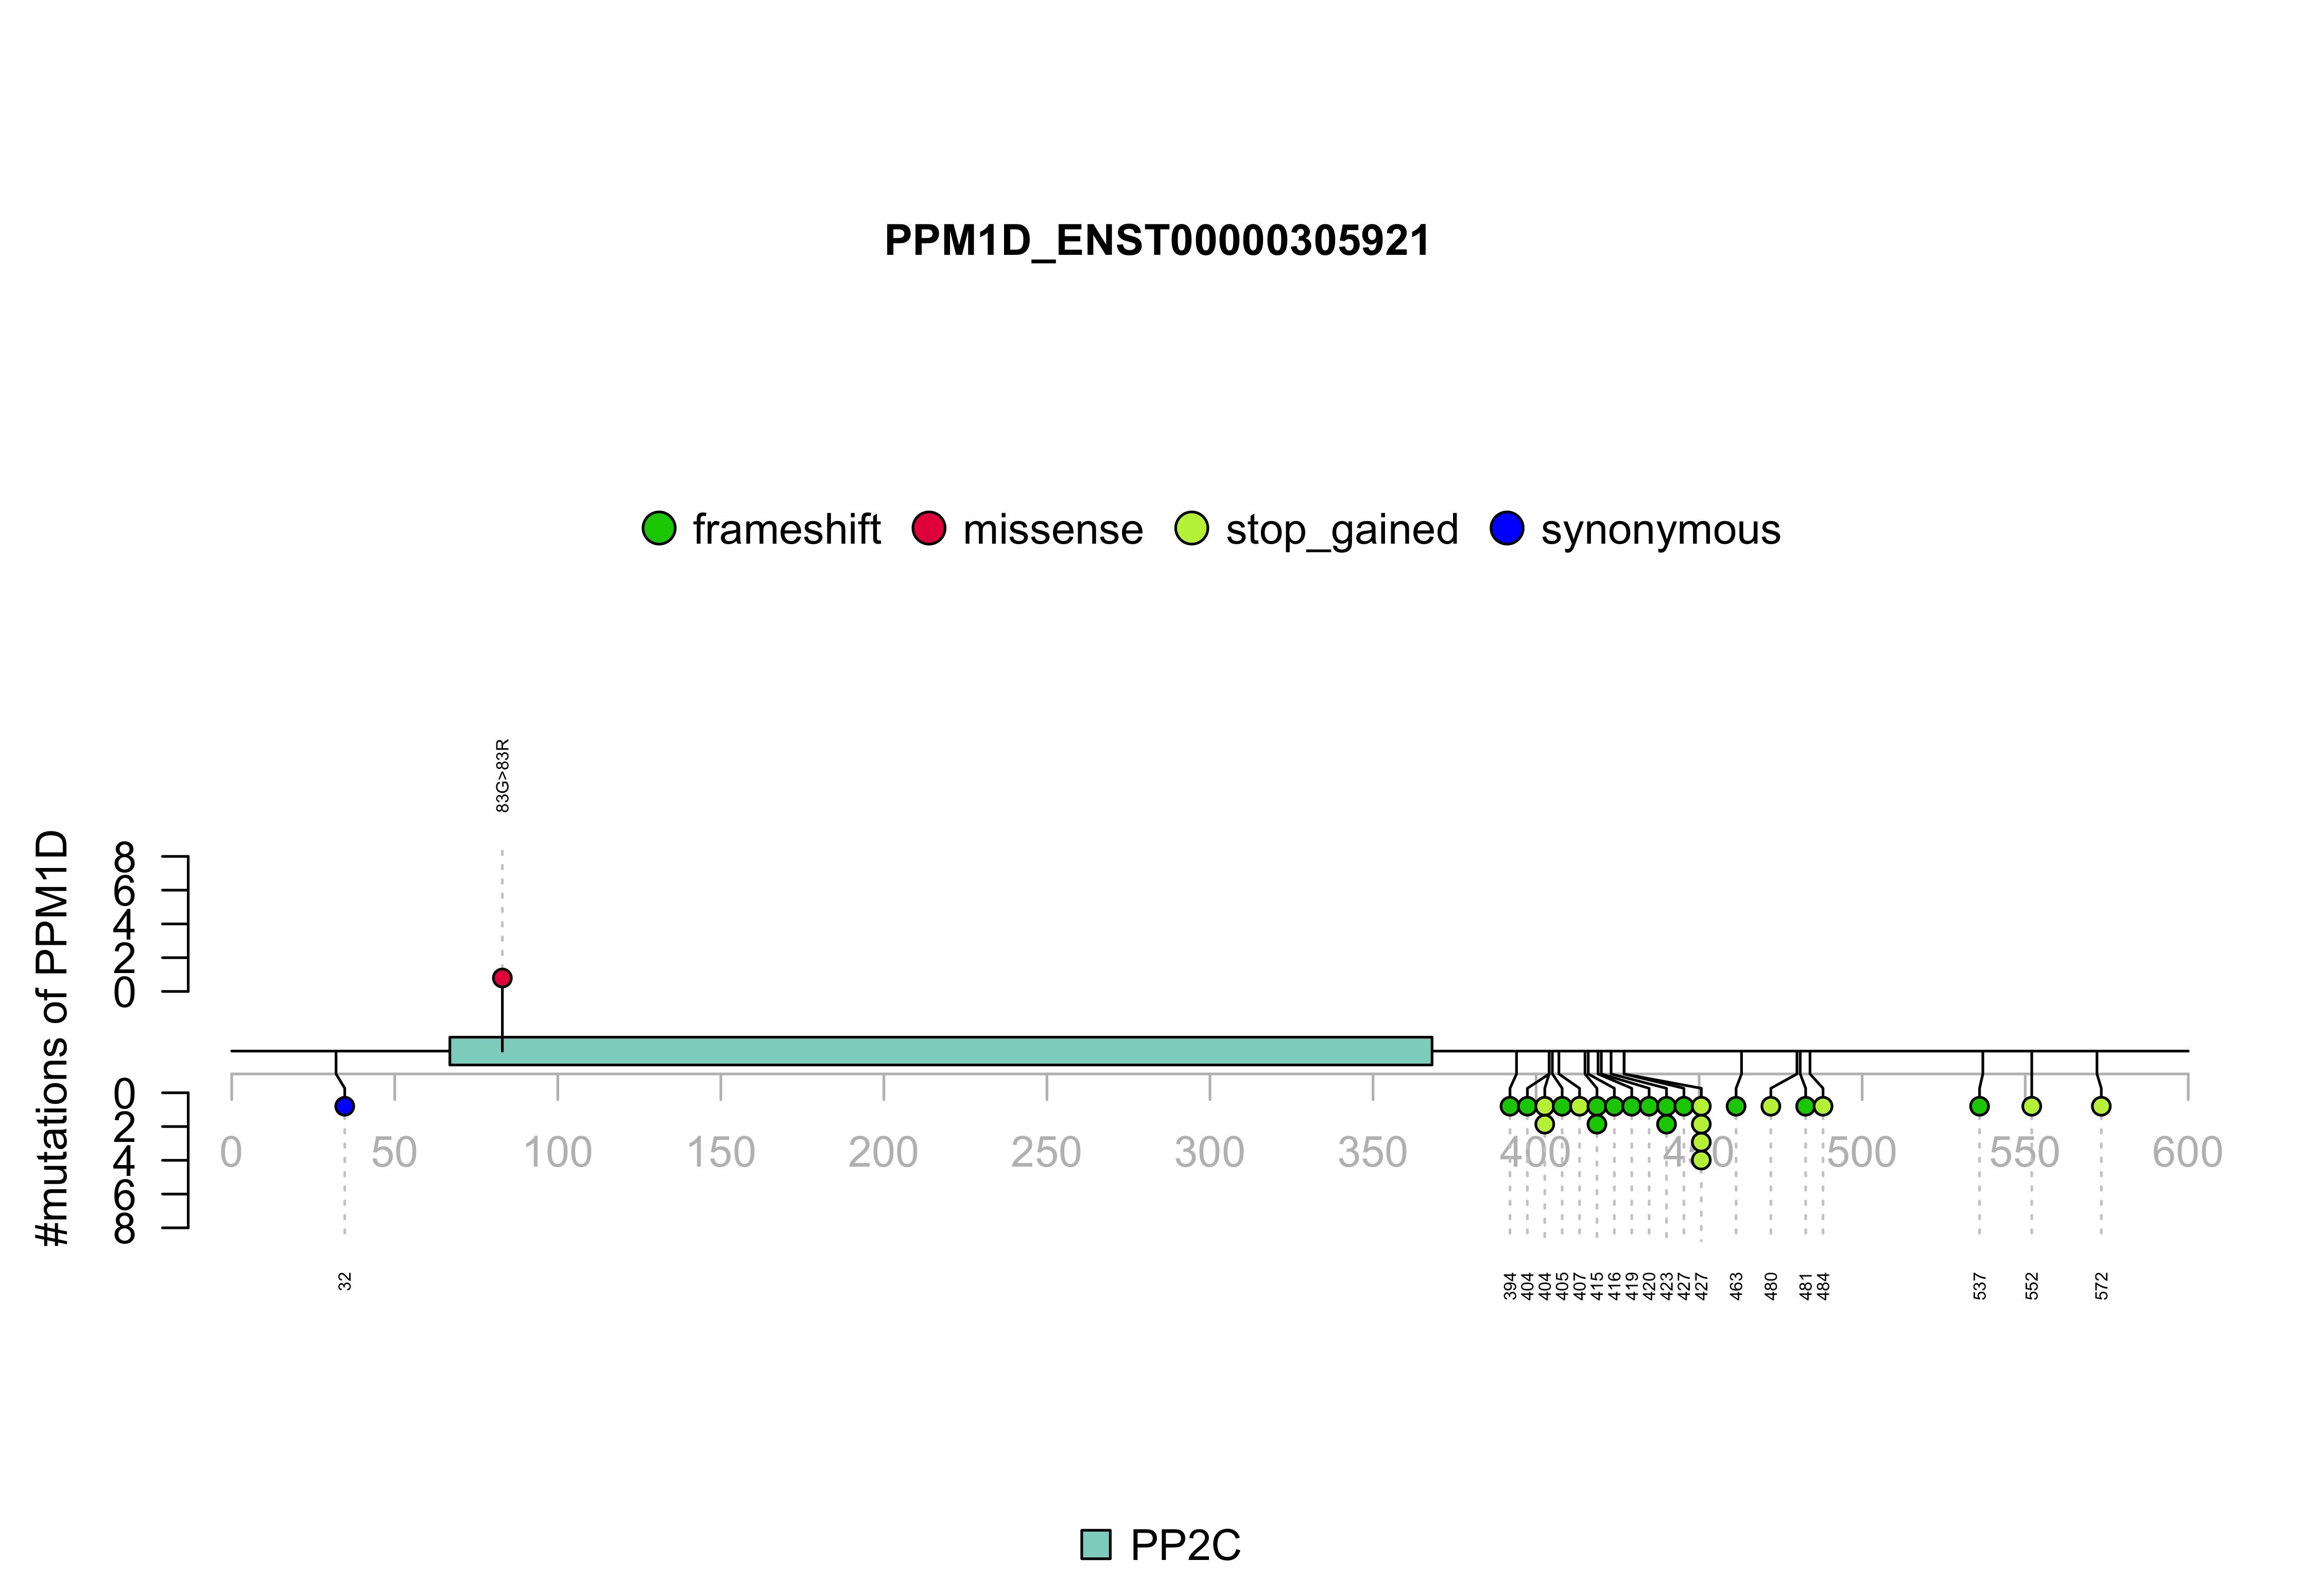 PPM1D_ENST00000305921
frameshift missense stop_gained synonymous
83G>83R
#mutations of PPM1D
8
6
4
2
0
0
2
4
6
8
0 50 100 150 200 250 300 350 400 450 500 550 600
32 394 404 404 405 407 415 416 419 420 423 427 427 463 480 481 484 537 552 572
PP2C